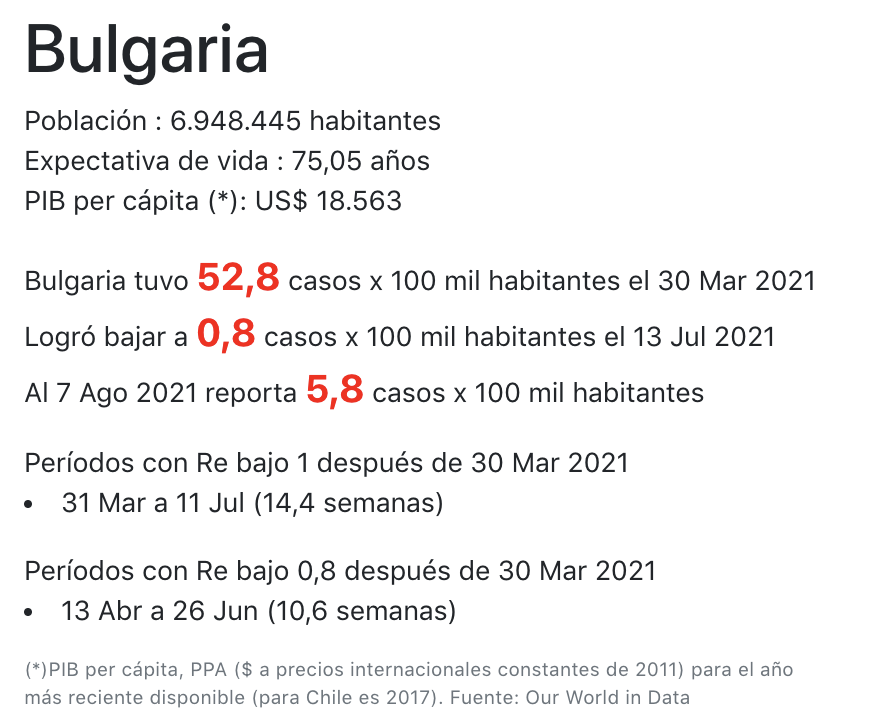 Bulgaria
Población : 6.948.445 habitantes
Expectativa de vida : 75,05 años
PIB per cápita (*): US$ 18.563
Bulgaria tuvo 52,8 casos x 100 mil habitantes el 30 Mar 2021
Logró bajar a 0,8 casos x 100 mil habitantes el 13 Jul 2021
Al 7 Ago 2021 reporta 5,8 casos x 100 mil habitantes
Períodos con Re bajo 1 después de 30 Mar 2021
• 31 Mar a 11 Jul (14,4 semanas)
Períodos con Re bajo 0,8 después de 30 Mar 2021
• 13 Abr a 26 Jun (10,6 semanas)
(*)PIB per cápita, PPA ($ a precios internacionales constantes de 2011) para el año
más reciente disponible (para Chile es 2017). Fuente: Our World in Data